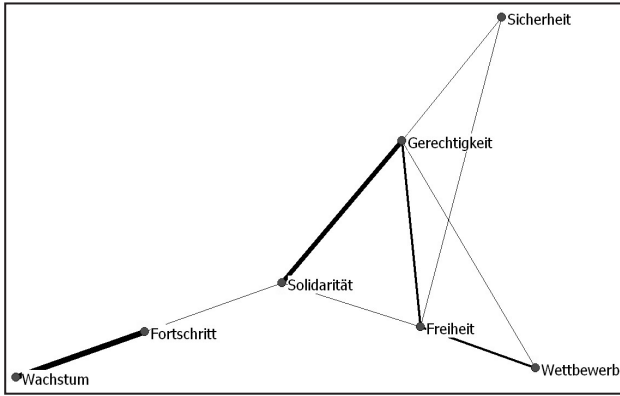 Sicherheit
Gerechtigkeit
Solidarität
Freiheit
Fortschritt
Wettbewerb
Wachstum